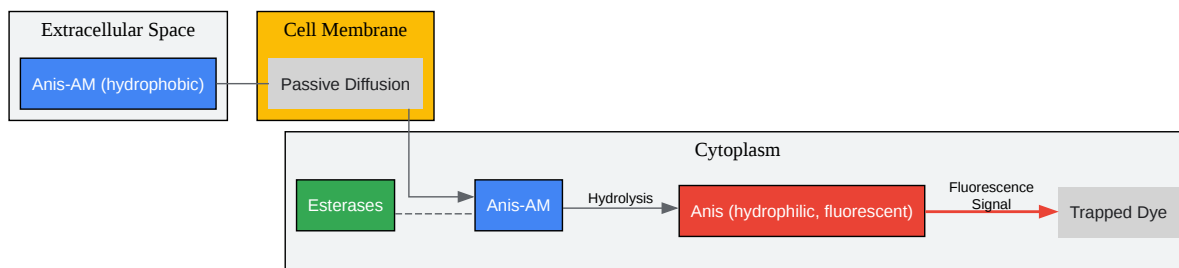 Extracellular Space
Anis-AM (hydrophobic)
Cell Membrane
Passive Diffusion
Cytoplasm
Esterases
Anis-AM
Hydrolysis
Anis (hydrophilic, fluorescent)
Fluorescence
Signal
Trapped Dye